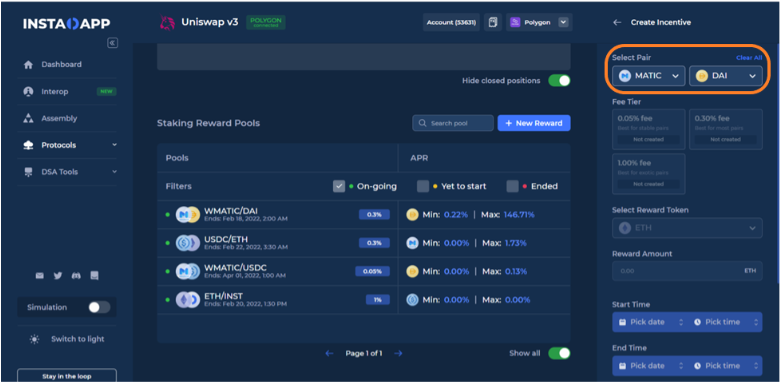 INSTADAPP
Dashboard
Interop
NEW
Assembly
Protocols
DSA Tools
Simulation
Switch to light
Stay in the loop
Uniswap v3
POLYGON
Account (33631)
Polygon
Hide closed positions
Staking Reward Pools
Search pool
+ New Reward
Pools
APR
Filters
On-going
Yet to start
Ended
WMATIC/DAI
Ends: Feb 18, 2022, 2:00 AM
0.3%
Min: 0.22% | Max: 146.71%
USDC/ETH
Ends: Feb 22, 2022, 3:30 AM
0.3%
Min: 0.00% | Max: 1.73%
WMATIC/USDC
Ends: Apr 01, 2022, 1:00 AM
0.05%
Min: 0.00% | Max: 0.13%
ETH/INST
Ends: Feb 20, 2022, 1:30 PM
1%
Min: 0.00% | Max: 0.00%
Page 1 of 1
Show all
Create Incentive
Select Pair
Clear All
MATIC
DAI
Fee Tier
0.05% fee
Best for stable pairs
Not created
0.30% fee
Best for most pairs
Not created
1.00% fee
Best for exotic pairs
Not created
Select Reward Token
ETH
Reward Amount
0.00
ETH
Start Time
Pick date
Pick time
End Time
Pick date
Pick time